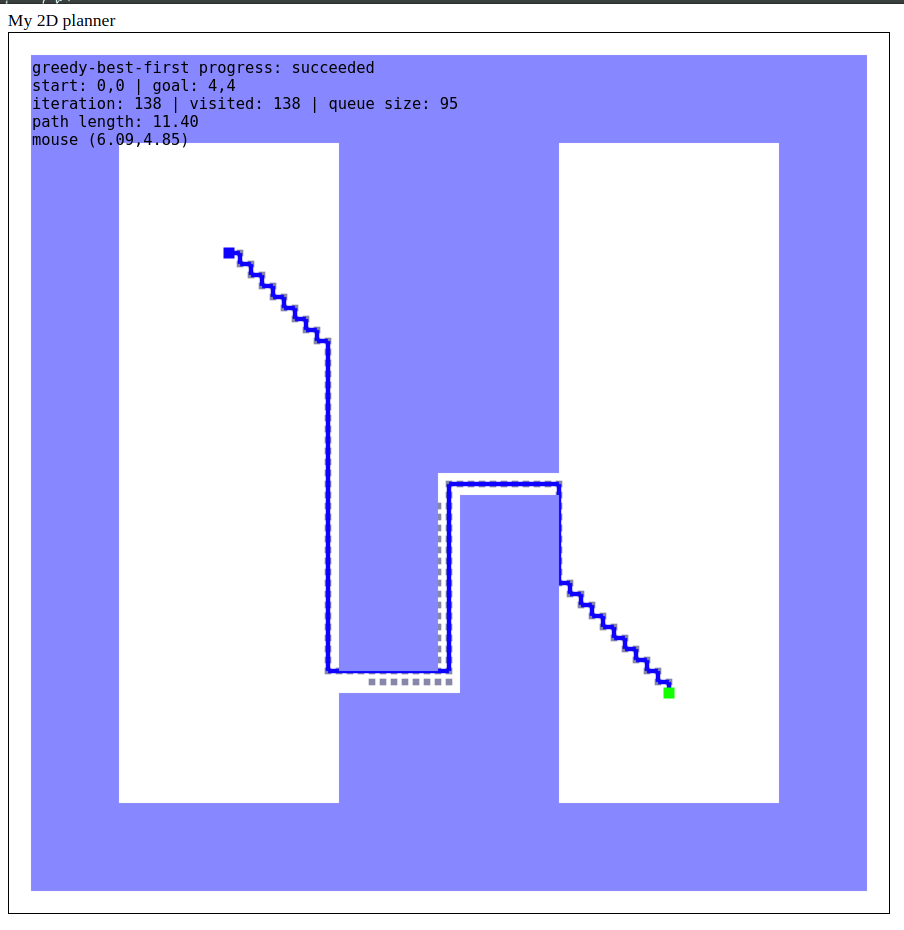 My 2D planner
greedy-best-first progress: succeeded
start: 0,0 | goal: 4,4
iteration: 138 | visited: 138 | queue size: 95
path length: 11.40
mouse (6.09,4.85)